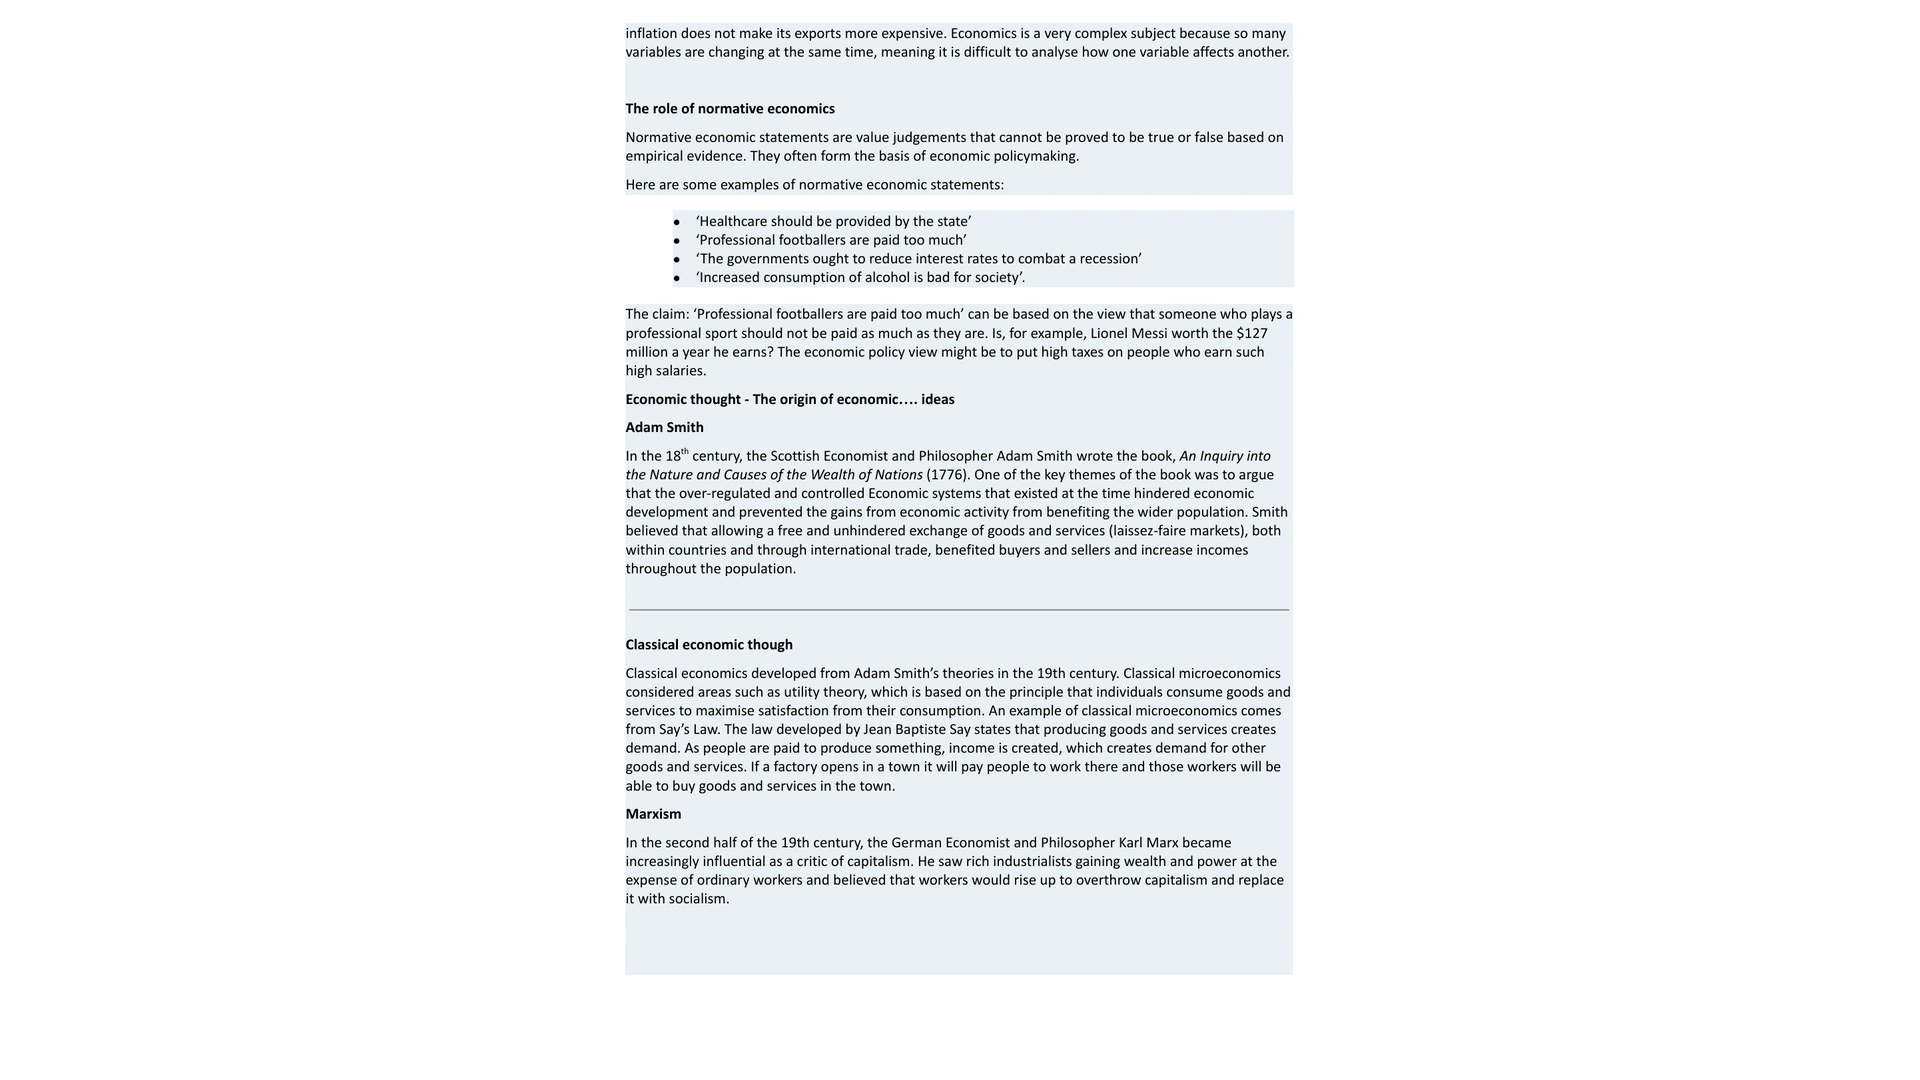 inflation does not make its exports more expensive. Economics is a very complex subject because so many
variables are changing at the same time, meaning it is difficult to analyse how one variable affects another.
The role of normative economics
Normative economic statements are value judgements that cannot be proved to be true or false based on
empirical evidence. They often form the basis of economic policymaking.
Here are some examples of normative economic statements:
• ‘Healthcare should be provided by the state’
• ‘Professional footballers are paid too much’
• ‘The governments ought to reduce interest rates to combat a recession’
• ‘Increased consumption of alcohol is bad for society’.
The claim: ‘Professional footballers are paid too much’ can be based on the view that someone who plays a
professional sport should not be paid as much as they are. Is, for example, Lionel Messi worth the $127
million a year he earns? The economic policy view might be to put high taxes on people who earn such
high salaries.
Economic thought - The origin of economic…. ideas
Adam Smith
In the 18th century, the Scottish Economist and Philosopher Adam Smith wrote the book, An Inquiry into
the Nature and Causes of the Wealth of Nations (1776). One of the key themes of the book was to argue
that the over-regulated and controlled Economic systems that existed at the time hindered economic
development and prevented the gains from economic activity from benefiting the wider population. Smith
believed that allowing a free and unhindered exchange of goods and services (laissez-faire markets), both
within countries and through international trade, benefited buyers and sellers and increase incomes
throughout the population.
Classical economic though
Classical economics developed from Adam Smith’s theories in the 19th century. Classical microeconomics
considered areas such as utility theory, which is based on the principle that individuals consume goods and
services to maximise satisfaction from their consumption. An example of classical microeconomics comes
from Say’s Law. The law developed by Jean Baptiste Say states that producing goods and services creates
demand. As people are paid to produce something, income is created, which creates demand for other
goods and services. If a factory opens in a town it will pay people to work there and those workers will be
able to buy goods and services in the town.
Marxism
In the second half of the 19th century, the German Economist and Philosopher Karl Marx became
increasingly influential as a critic of capitalism. He saw rich industrialists gaining wealth and power at the
expense of ordinary workers and believed that workers would rise up to overthrow capitalism and replace
it with socialism.